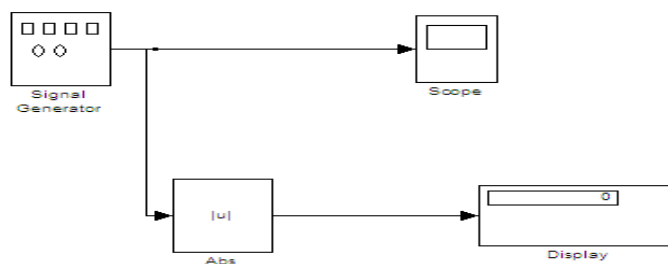 Signal
Generator
Scope
|u|
Abs
0
Display